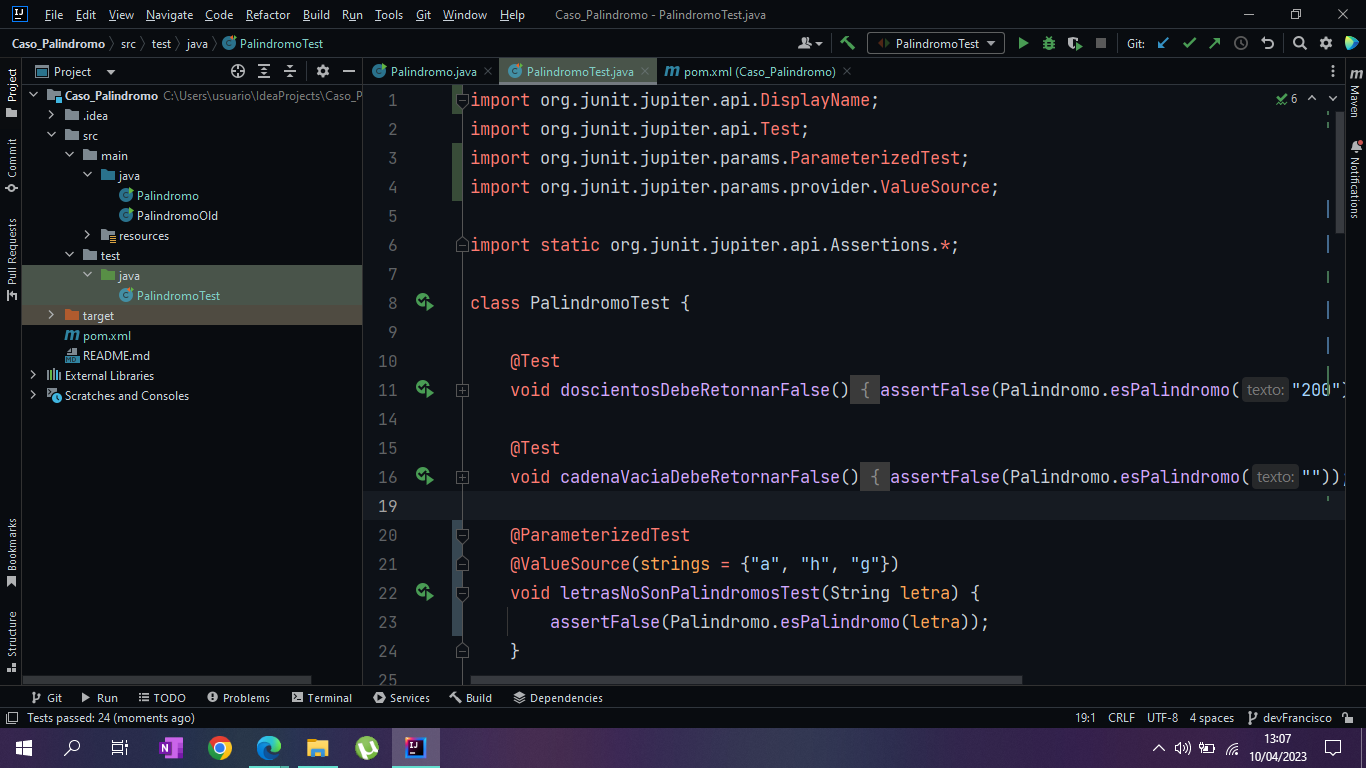 File Edit View Navigate Code Refactor Build Run Tools Git Window Help Caso_Palindromo - PalindromoTest.java
Caso_Palindromo src test java PalindromoTest PalindromoTest Git:
Project
Palindromo.java PalindromoTest.java pom.xml (Caso_Palindromo)
Project
Commit
Pull Requests
Bookmarks
Structure
Caso_Palindromo C:\Users\usuario\IdeaProjects\Caso_P
.idea
src
main
java
Palindromo
PalindromoOld
resources
test
java
PalindromoTest
target
pom.xml
README.md
External Libraries
Scratches and Consoles
1 import org.junit.jupiter.api.DisplayName;
6
2 import org.junit.jupiter.api.Test;
3 import org.junit.jupiter.params.ParameterizedTest;
4 import org.junit.jupiter.params.provider.ValueSource;
5
6 import static org.junit.jupiter.api.Assertions.*;
7
8 class PalindromoTest {
9
10 @Test
11 void doscientosDebeRetornarFalse() { assertFalse(Palindromo.esPalindromo( texto: "200")
14
15 @Test
16 void cadenaVaciaDebeRetornarFalse() { assertFalse(Palindromo.esPalindromo( texto: ""));
19
20 @ParameterizedTest
21 @ValueSource(strings = {"a", "h", "g"})
22 void letrasNoSonPalindromosTest(String letra) {
23 assertFalse(Palindromo.esPalindromo(letra));
24 }
25
Maven
Notifications
Git Run TODO Problems Terminal Services Build Dependencies
Tests passed: 24 (moments ago) 19:1 CRLF UTF-8 4 spaces devFrancisco
13:07
10/04/2023